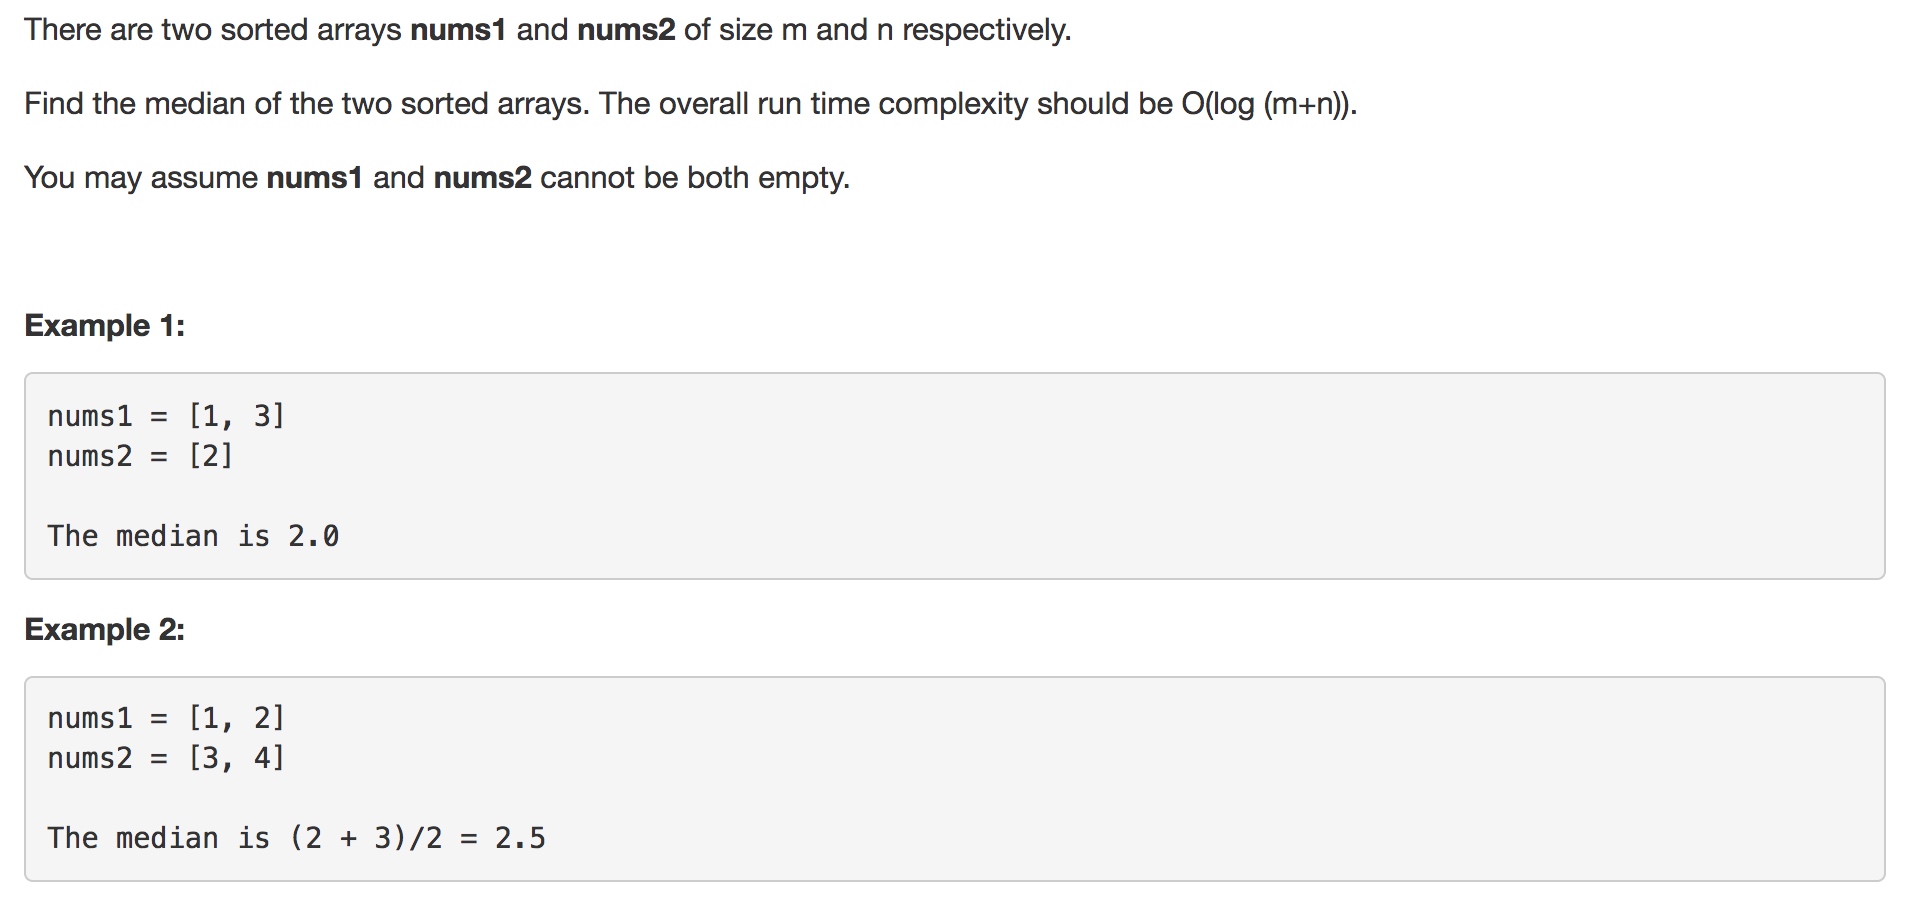 There are two sorted arrays nums1 and nums2 of size m and n respectively.
Find the median of the two sorted arrays. The overall run time complexity should be O(log (m+n)).
You may assume nums1 and nums2 cannot be both empty.
Example 1:
nums1 = [1, 3]
nums2 = [2]
The median is 2.0
Example 2:
nums1 = [1, 2]
nums2 = [3, 4]
The median is (2 + 3)/2 = 2.5